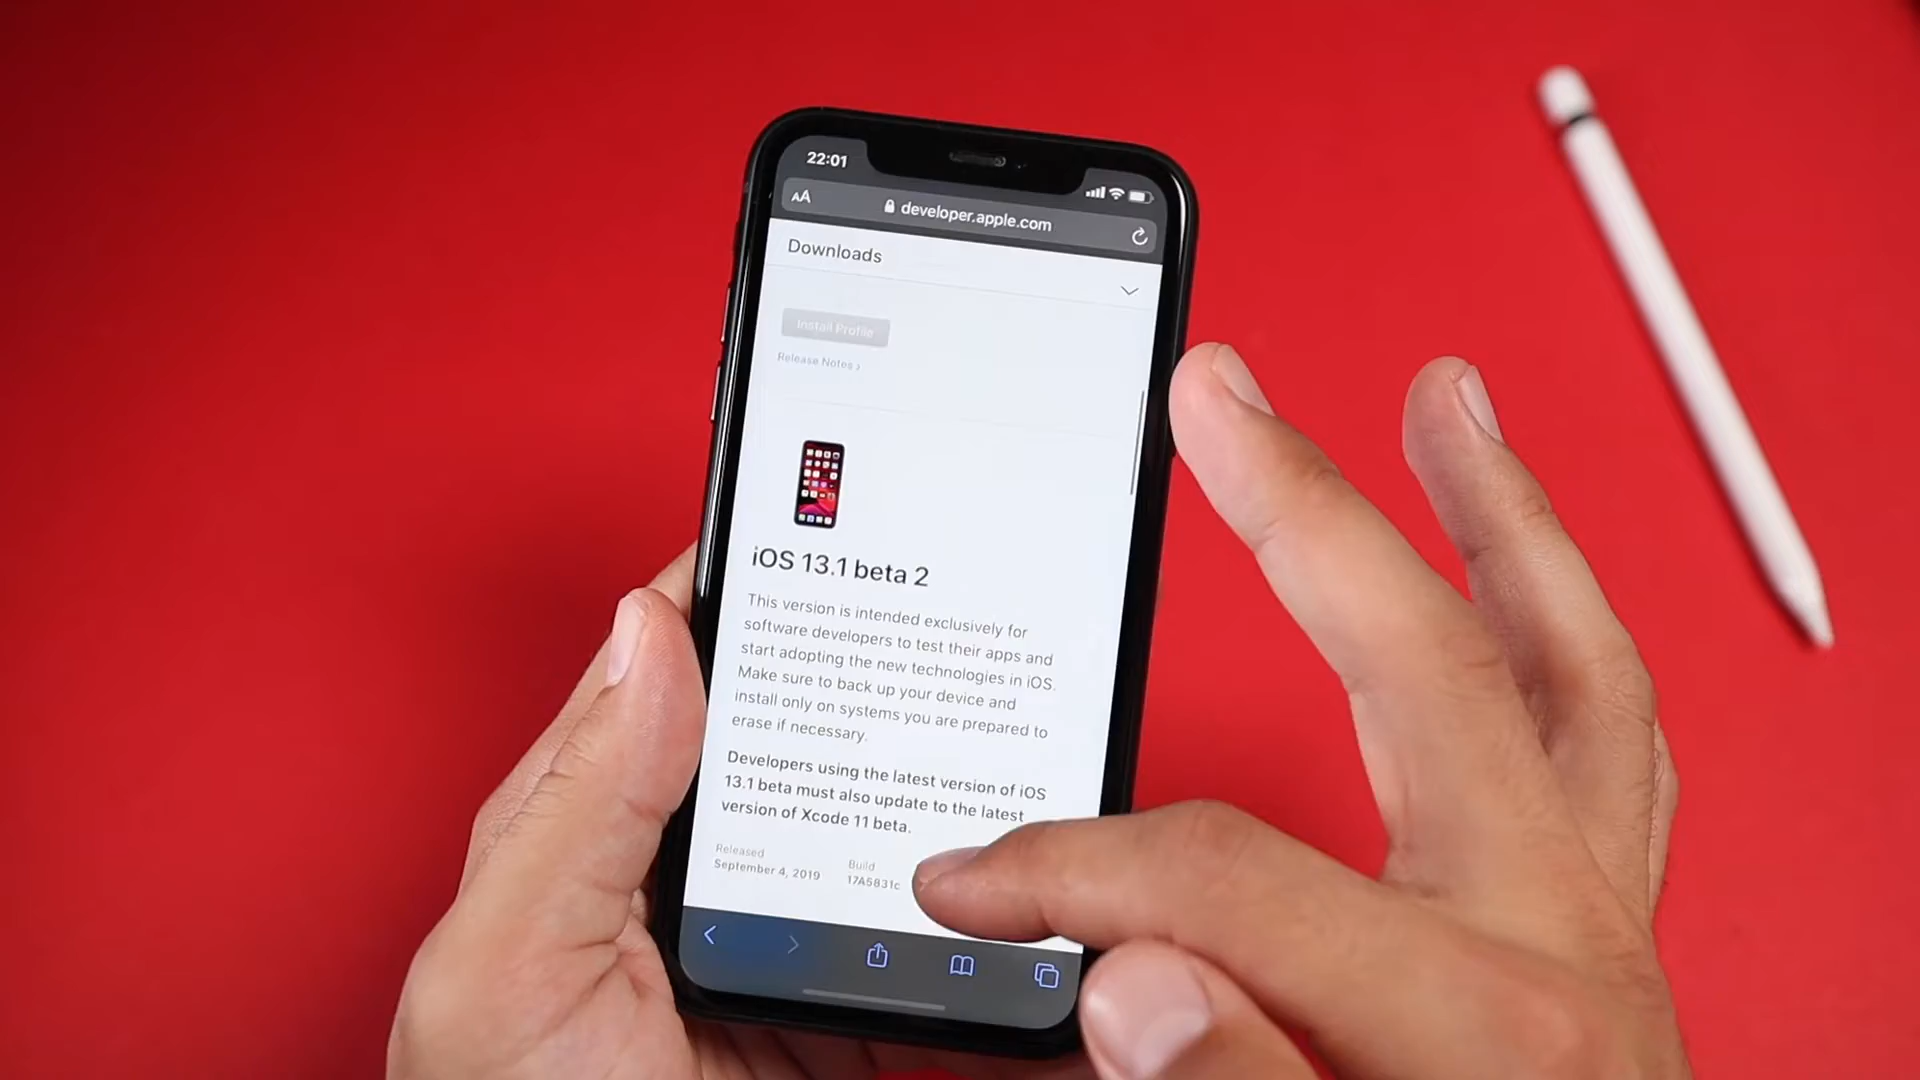 22:01
AA developer.apple.com
Downloads
Install Profile
Release Notes >
iOS 13.1 beta 2
This version is intended exclusively for
software developers to test their apps and
start adopting the new technologies in iOS.
Make sure to back up your device and
install only on systems you are prepared to
erase if necessary.
Developers using the latest version of iOS
13.1 beta must also update to the latest
version of Xcode 11 beta.
Released Build
September 4, 2019 17A5831c